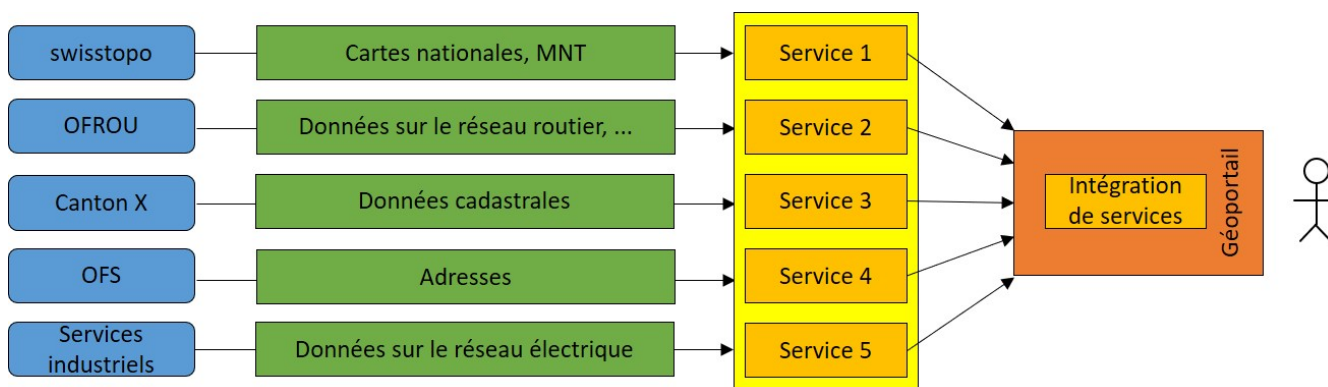 swisstopo
Cartes nationales, MNT
Service 1
OFROU
Données sur le réseau routier, ...
Service 2
Canton X
Données cadastrales
Service 3
OFS
Adresses
Service 4
Services
industriels
Données sur le réseau électrique
Service 5
Intégration
de services
Géoportail